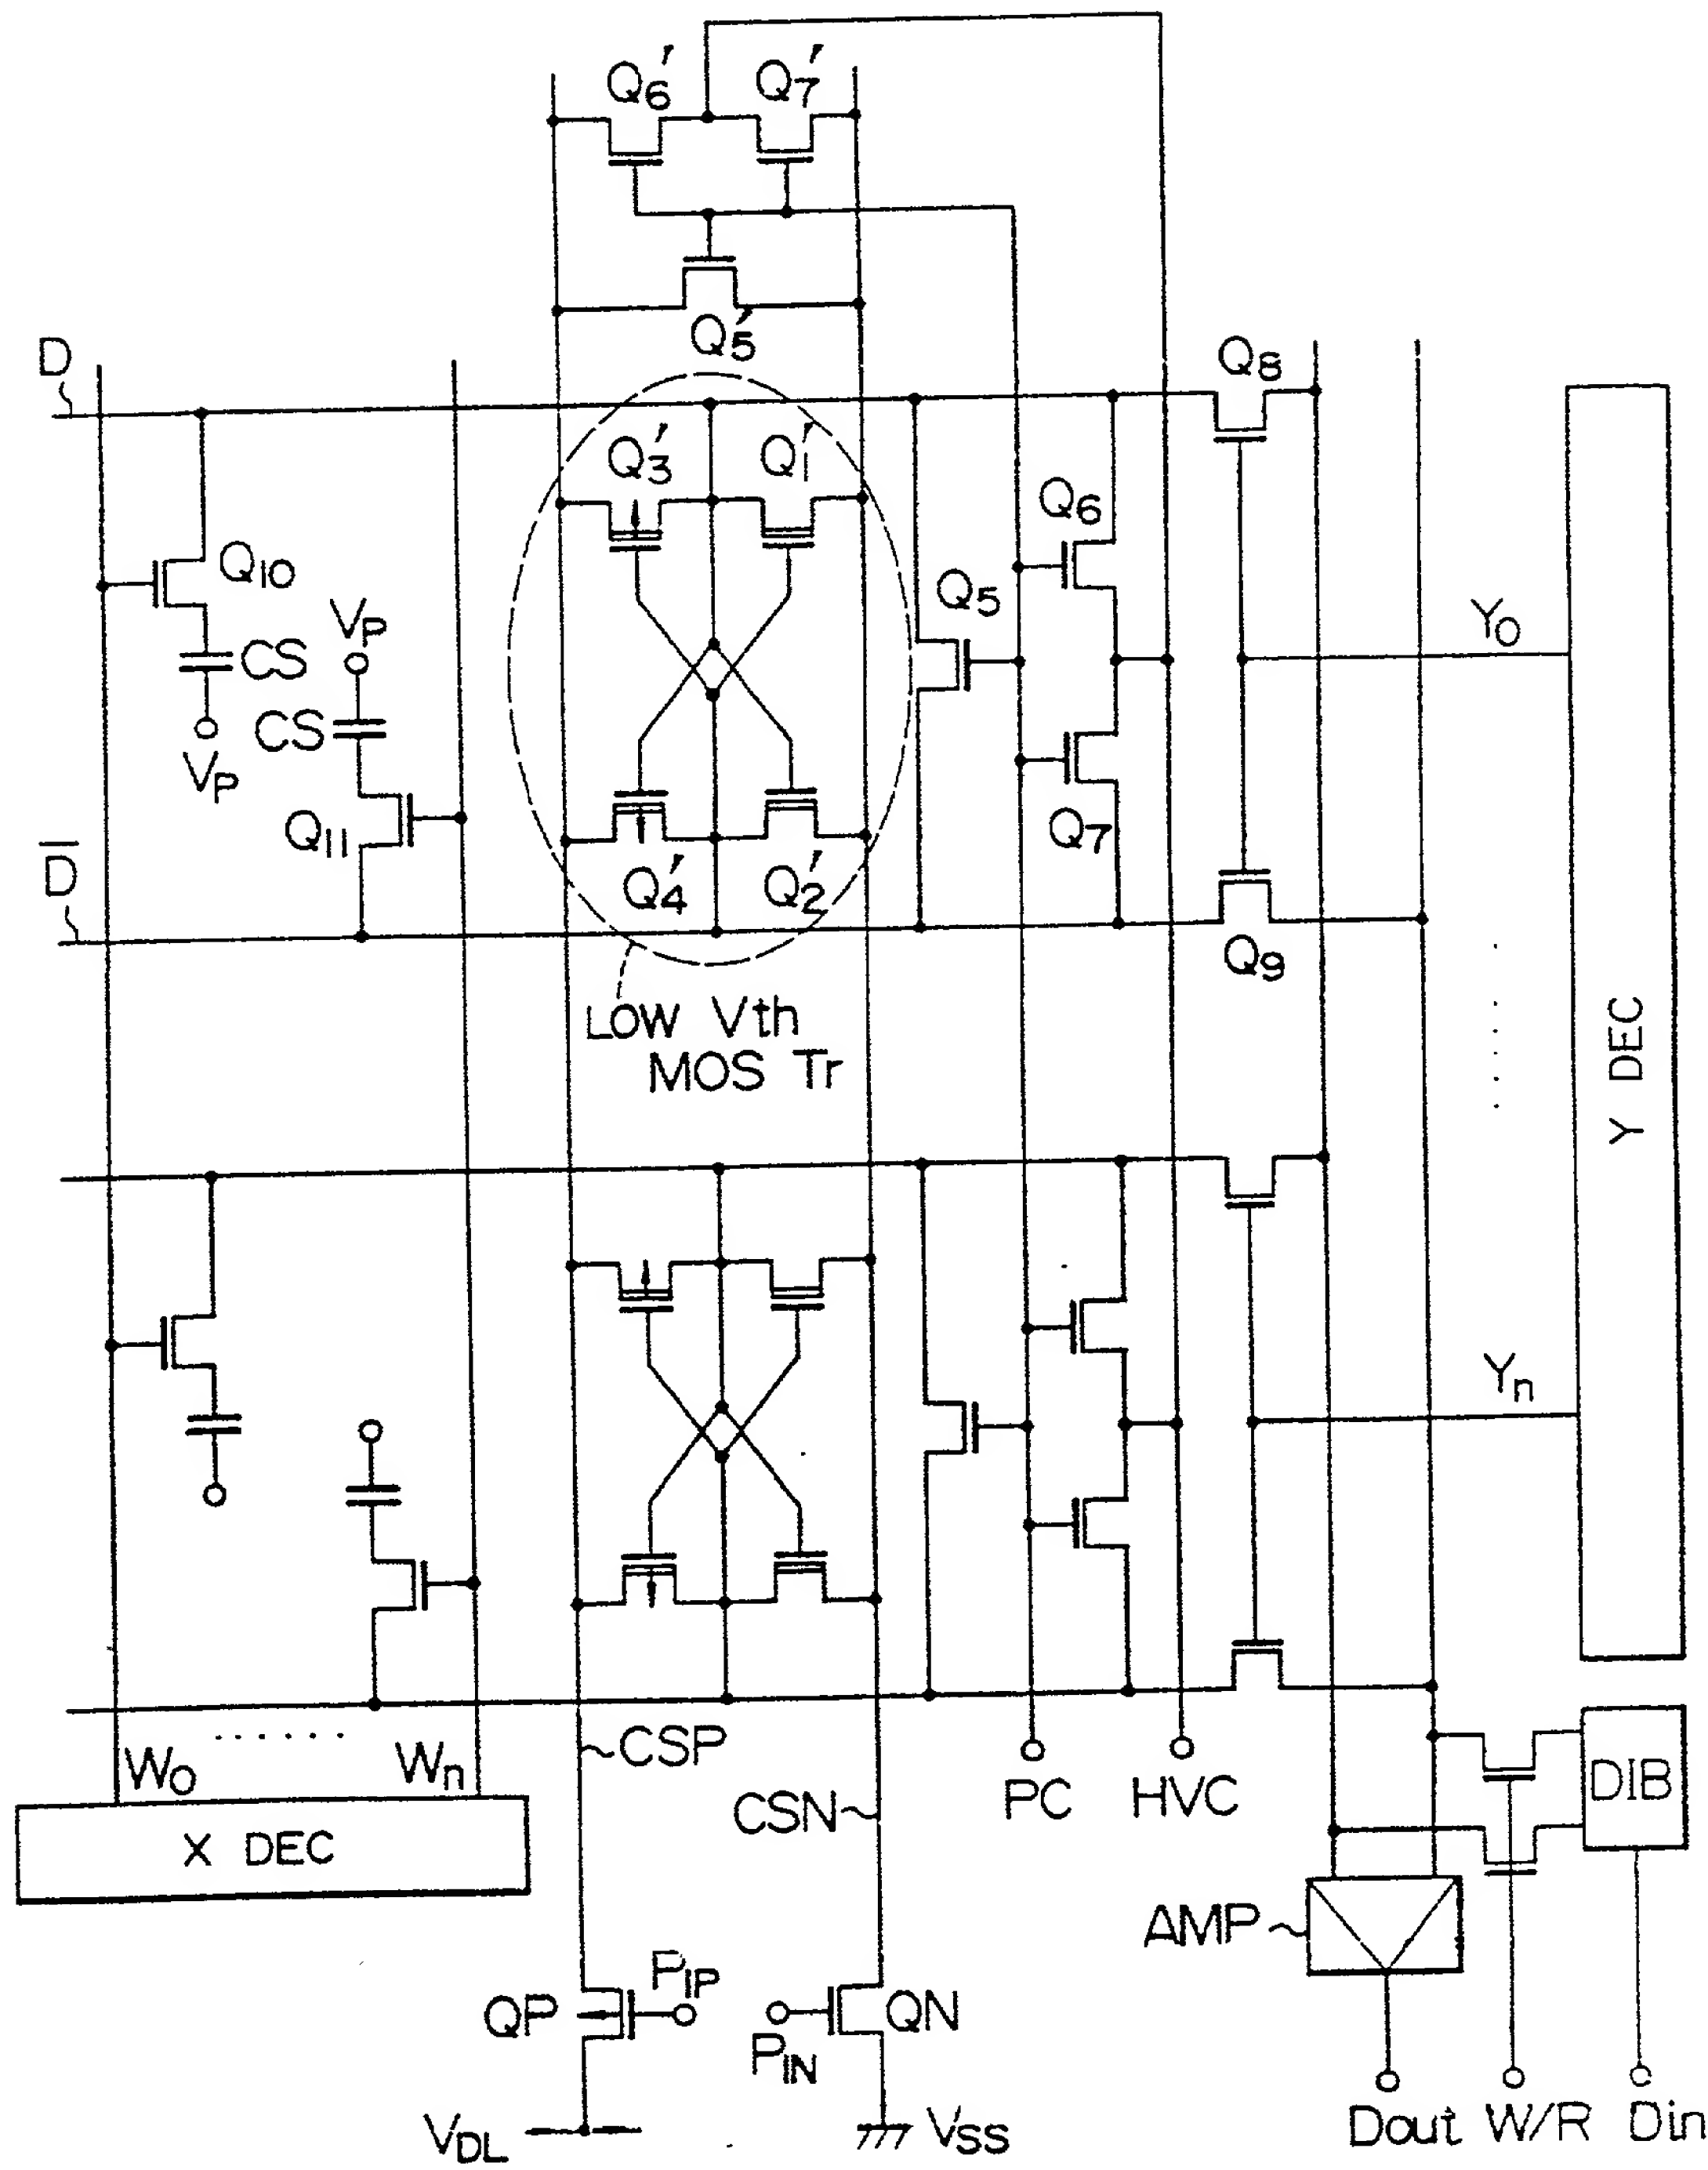 Q6' Q7'
Q5'
D
Q8
Q3' Q1'
Q6
Q10
Q5
VP
Y0
CS
CS
VP
Q7
Q11
D̅
Q4' Q2'
Q9
LOW Vth
MOS Tr
Y DEC
Yn
CSP
W0 Wn
DIB
PC HVC
CSN
X DEC
AMP
PIP
QP QN
PIN
VDL VSS
Dout W/R Din